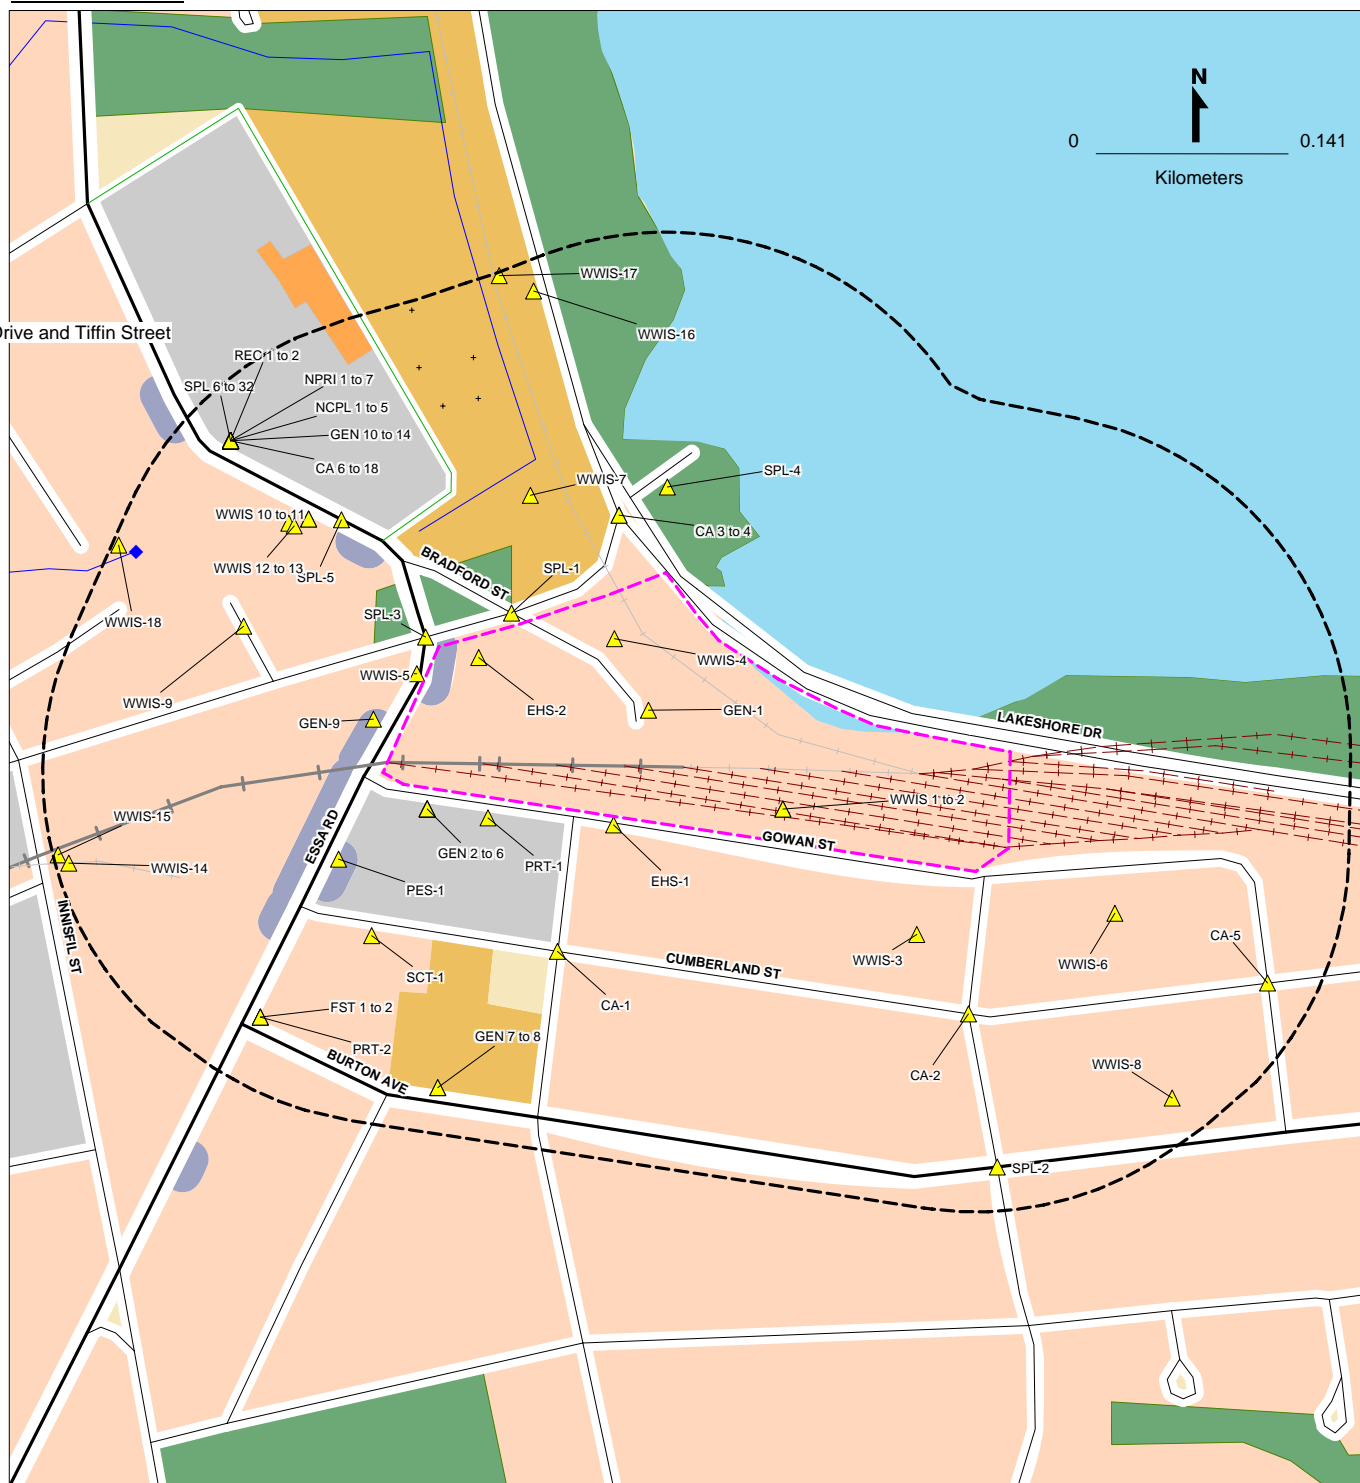 N
0 0.141
Kilometers
WWIS-17
WWIS-16
rive and Tiffin Street
REC 1 to 2
SPL 6 to 32
NPRI 1 to 7
NCPL 1 to 5
GEN 10 to 14
CA 6 to 18
WWIS-7
SPL-4
WWIS 10 to 11
CA 3 to 4
BRADFORD ST
WWIS 12 to 13
SPL-5
SPL-1
WWIS-18
SPL-3
WWIS-4
WWIS-5
WWIS-9
EHS-2
GEN-1
GEN-9
LAKESHORE DR
WWIS 1 to 2
WWIS-15
ESSA RD
GOWAN ST
GEN 2 to 6
PRT-1
WWIS-14
PES-1
EHS-1
INNISFIL ST
CA-5
WWIS-3
WWIS-6
CUMBERLAND ST
SCT-1
CA-1
FST 1 to 2
GEN 7 to 8
PRT-2
BURTON AVE
CA-2
WWIS-8
SPL-2